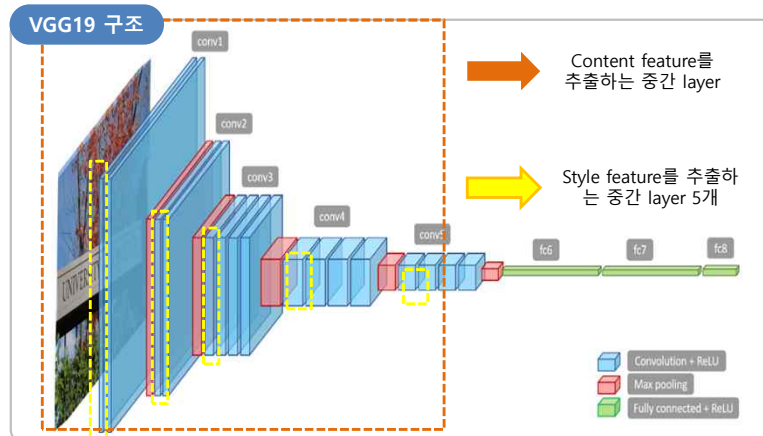 VGG19 구조
conv1
conv2
conv3
conv4
conv5
fc6
fc7
fc8
Content feature를
추출하는 중간 layer
Style feature를 추출하
는 중간 layer 5개
UNIVERS
Convolution + ReLU
Max pooling
Fully connected + ReLU